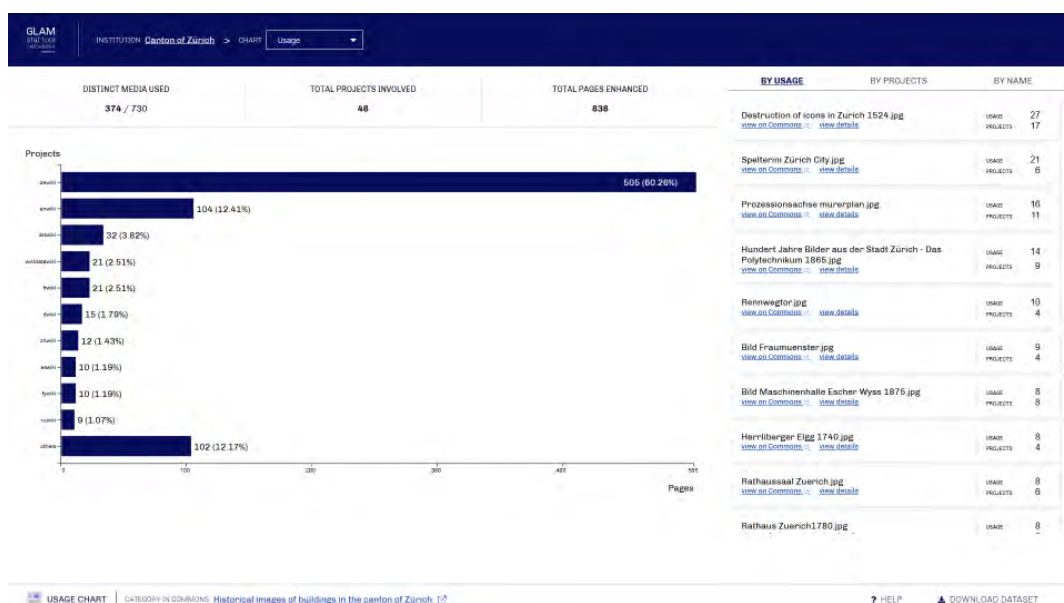 GLAM
stat tool
INSTITUTION Canton of Zürich > CHART Usage
DISTINCT MEDIA USED
374 / 730
TOTAL PROJECTS INVOLVED
48
TOTAL PAGES ENHANCED
838
Projects
dewiki
505 (60.26%)
enwiki
104 (12.41%)
32 (3.82%)
21 (2.51%)
21 (2.51%)
15 (1.79%)
12 (1.43%)
10 (1.19%)
10 (1.19%)
9 (1.07%)
others
102 (12.17%)
0 100 200 300 400 505
Pages
BY USAGE BY PROJECTS BY NAME
Destruction of icons in Zurich 1524.jpg USAGE 27
view on Commons view details PROJECTS 17
Spelterini Zürich City.jpg USAGE 21
view on Commons view details PROJECTS 6
Prozessionsachse murerplan.jpg USAGE 16
view on Commons view details PROJECTS 11
Hundert Jahre Bilder aus der Stadt Zürich - Das USAGE 14
Polytechnikum 1865.jpg PROJECTS 9
view on Commons view details
Rennwegtor.jpg USAGE 10
view on Commons view details PROJECTS 4
Bild Fraumuenster.jpg USAGE 9
view on Commons view details PROJECTS 4
Bild Maschinenhalle Escher Wyss 1875.jpg USAGE 8
view on Commons view details PROJECTS 8
Herrliberger Elgg 1740.jpg USAGE 8
view on Commons view details PROJECTS 4
Rathaussaal Zuerich.jpg USAGE 8
view on Commons view details PROJECTS 6
Rathaus Zuerich1780.jpg USAGE 8
USAGE CHART CATEGORY IN COMMONS: Historical images of buildings in the canton of Zürich ? HELP DOWNLOAD DATASET